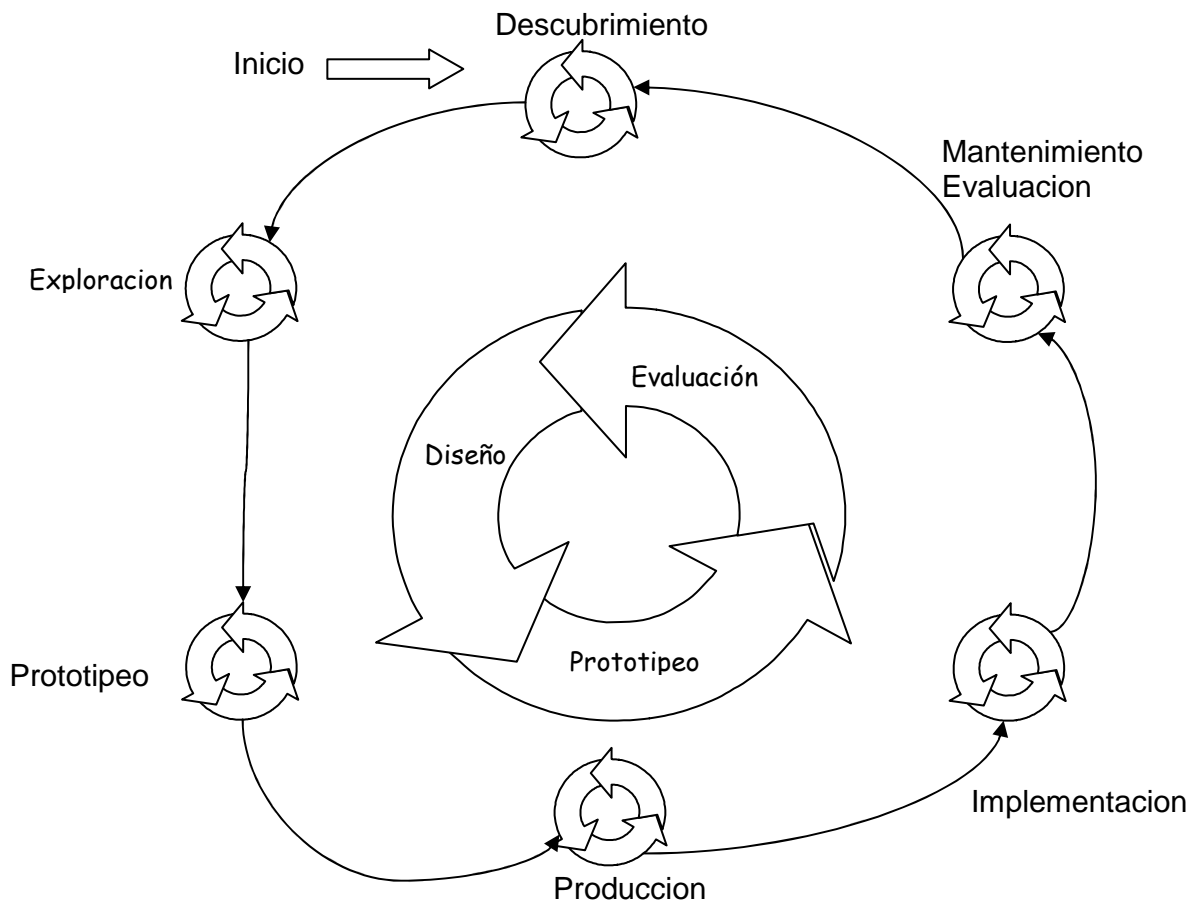 Descubrimiento
Inicio
Mantenimiento
Evaluacion
Exploracion
Evaluación
Diseño
Prototipeo
Prototipeo
Implementacion
Produccion